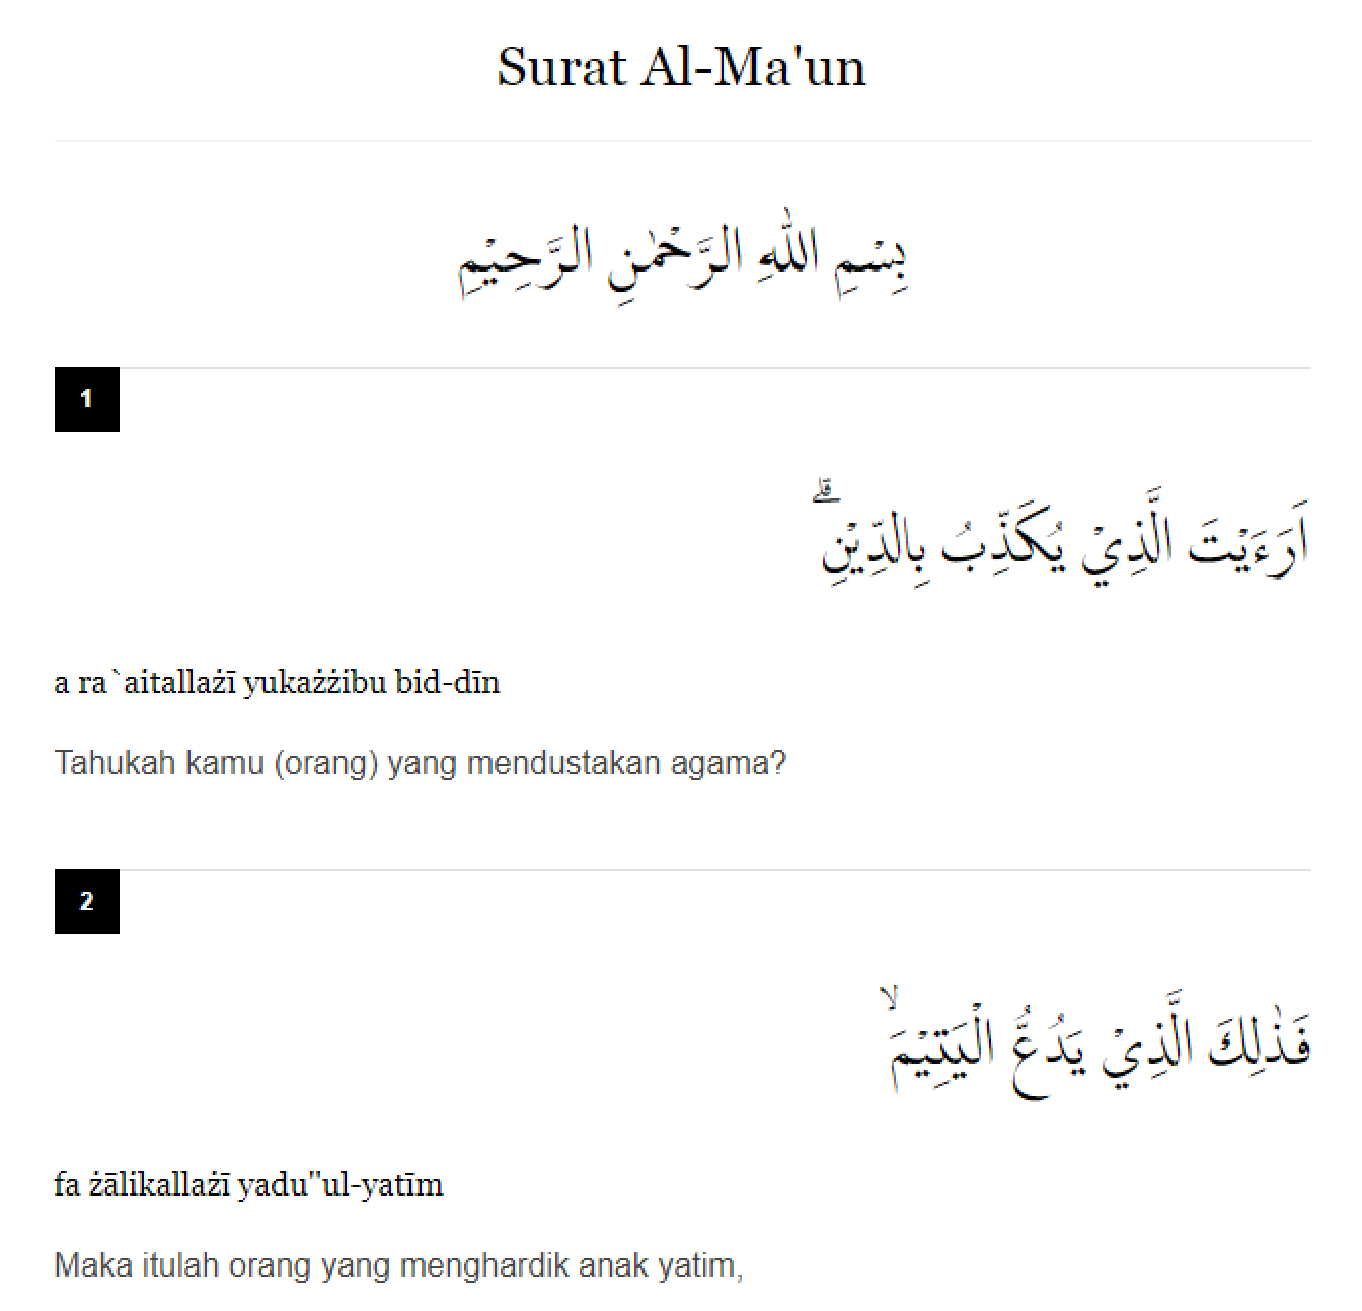 Surat Al-Ma'un
بِسْمِ اللّٰهِ الرَّحْمٰنِ الرَّحِيْمِ
1
اَرَءَيْتَ الَّذِيْ يُكَذِّبُ بِالدِّيْنِۗ
a ra`aitallażī yukażżibu bid-dīn
Tahukah kamu (orang) yang mendustakan agama?
2
فَذٰلِكَ الَّذِيْ يَدُعُّ الْيَتِيْمَۙ
fa żālikallażī yadu''ul-yatīm
Maka itulah orang yang menghardik anak yatim,